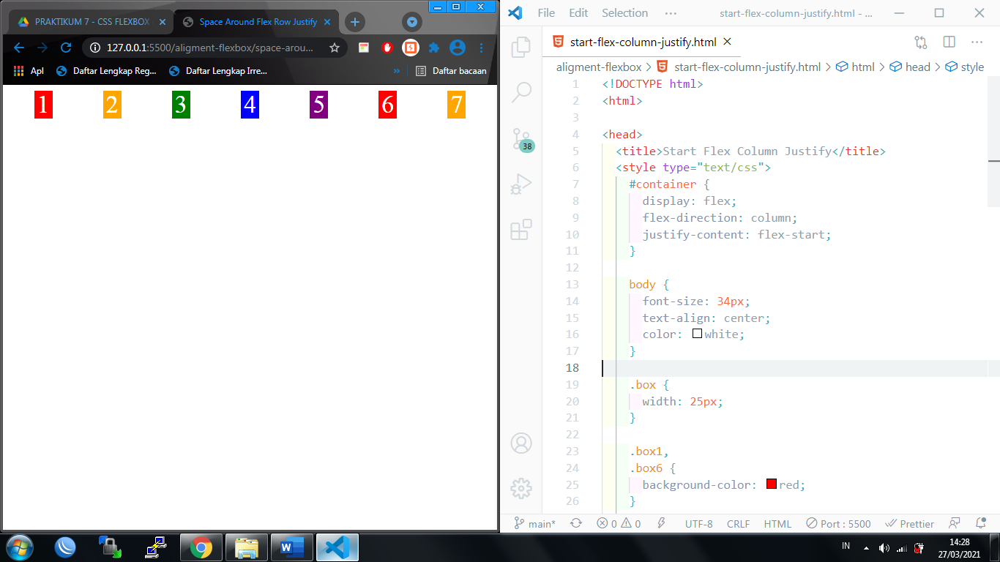 PRAKTIKUM 7 - CSS FLEXBOX
Space Around Flex Row Justify
127.0.0.1:5500/aligment-flexbox/space-arou...
Apl
Daftar Lengkap Reg...
Daftar Lengkap Irre...
»
Daftar bacaan
1 2 3 4 5 6 7
File Edit Selection ···
start-flex-column-justify.html - ...
start-flex-column-justify.html
aligment-flexbox > start-flex-column-justify.html > html > head > style
1 <!DOCTYPE html>
2 <html>
3
4 <head>
5 <title>Start Flex Column Justify</title>
6 <style type="text/css">
7 #container {
8 display: flex;
9 flex-direction: column;
10 justify-content: flex-start;
11 }
12
13 body {
14 font-size: 34px;
15 text-align: center;
16 color: white;
17 }
18
19 .box {
20 width: 25px;
21 }
22
23 .box1,
24 .box6 {
25 background-color: red;
26 }
38
main* 0 0 UTF-8 CRLF HTML Port : 5500 Prettier
W
IN
14:28
27/03/2021